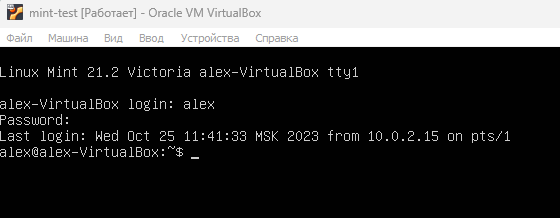 mint-test [Работает] - Oracle VM VirtualBox
Файл Машина Вид Ввод Устройства Справка
Linux Mint 21.2 Victoria alex-VirtualBox tty1
alex-VirtualBox login: alex
Password:
Last login: Wed Oct 25 11:41:33 MSK 2023 from 10.0.2.15 on pts/1
alex@alex-VirtualBox:~$ _